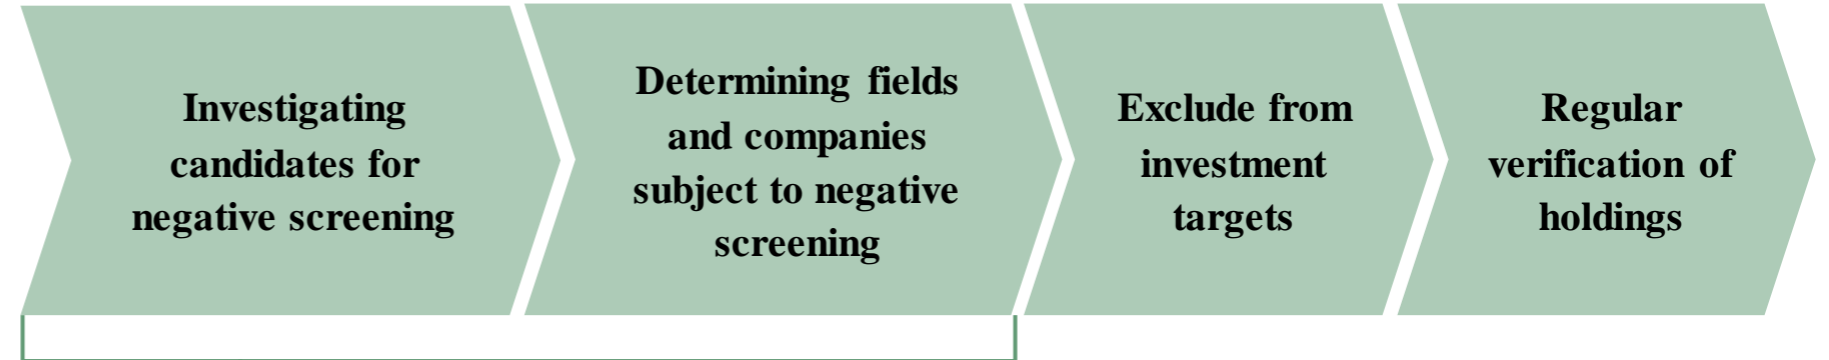 Investigating
candidates for
negative screening
Determining fields
and companies
subject to negative
screening
Exclude from
investment
targets
Regular
verification of
holdings